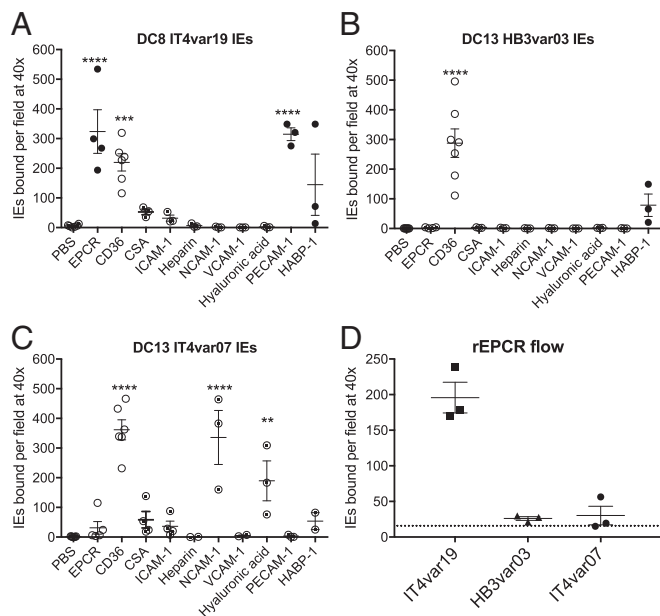 A
DC8 IT4var19 IEs
IEs bound per field at 40x
600
500
400
300
200
100
0
****
***
****
PBS
EPCR
CD36
CSA
ICAM-1
Heparin
NCAM-1
VCAM-1
Hyaluronic acid
PECAM-1
HABP-1
B
DC13 HB3var03 IEs
IEs bound per field at 40x
600
500
400
300
200
100
0
****
PBS
EPCR
CD36
CSA
ICAM-1
Heparin
NCAM-1
VCAM-1
Hyaluronic acid
PECAM-1
HABP-1
C
DC13 IT4var07 IEs
IEs bound per field at 40x
600
500
400
300
200
100
0
****
****
**
PBS
EPCR
CD36
CSA
ICAM-1
Heparin
NCAM-1
VCAM-1
Hyaluronic acid
PECAM-1
HABP-1
D
rEPCR flow
IEs bound per field at 40x
250
200
150
100
50
0
IT4var19
HB3var03
IT4var07